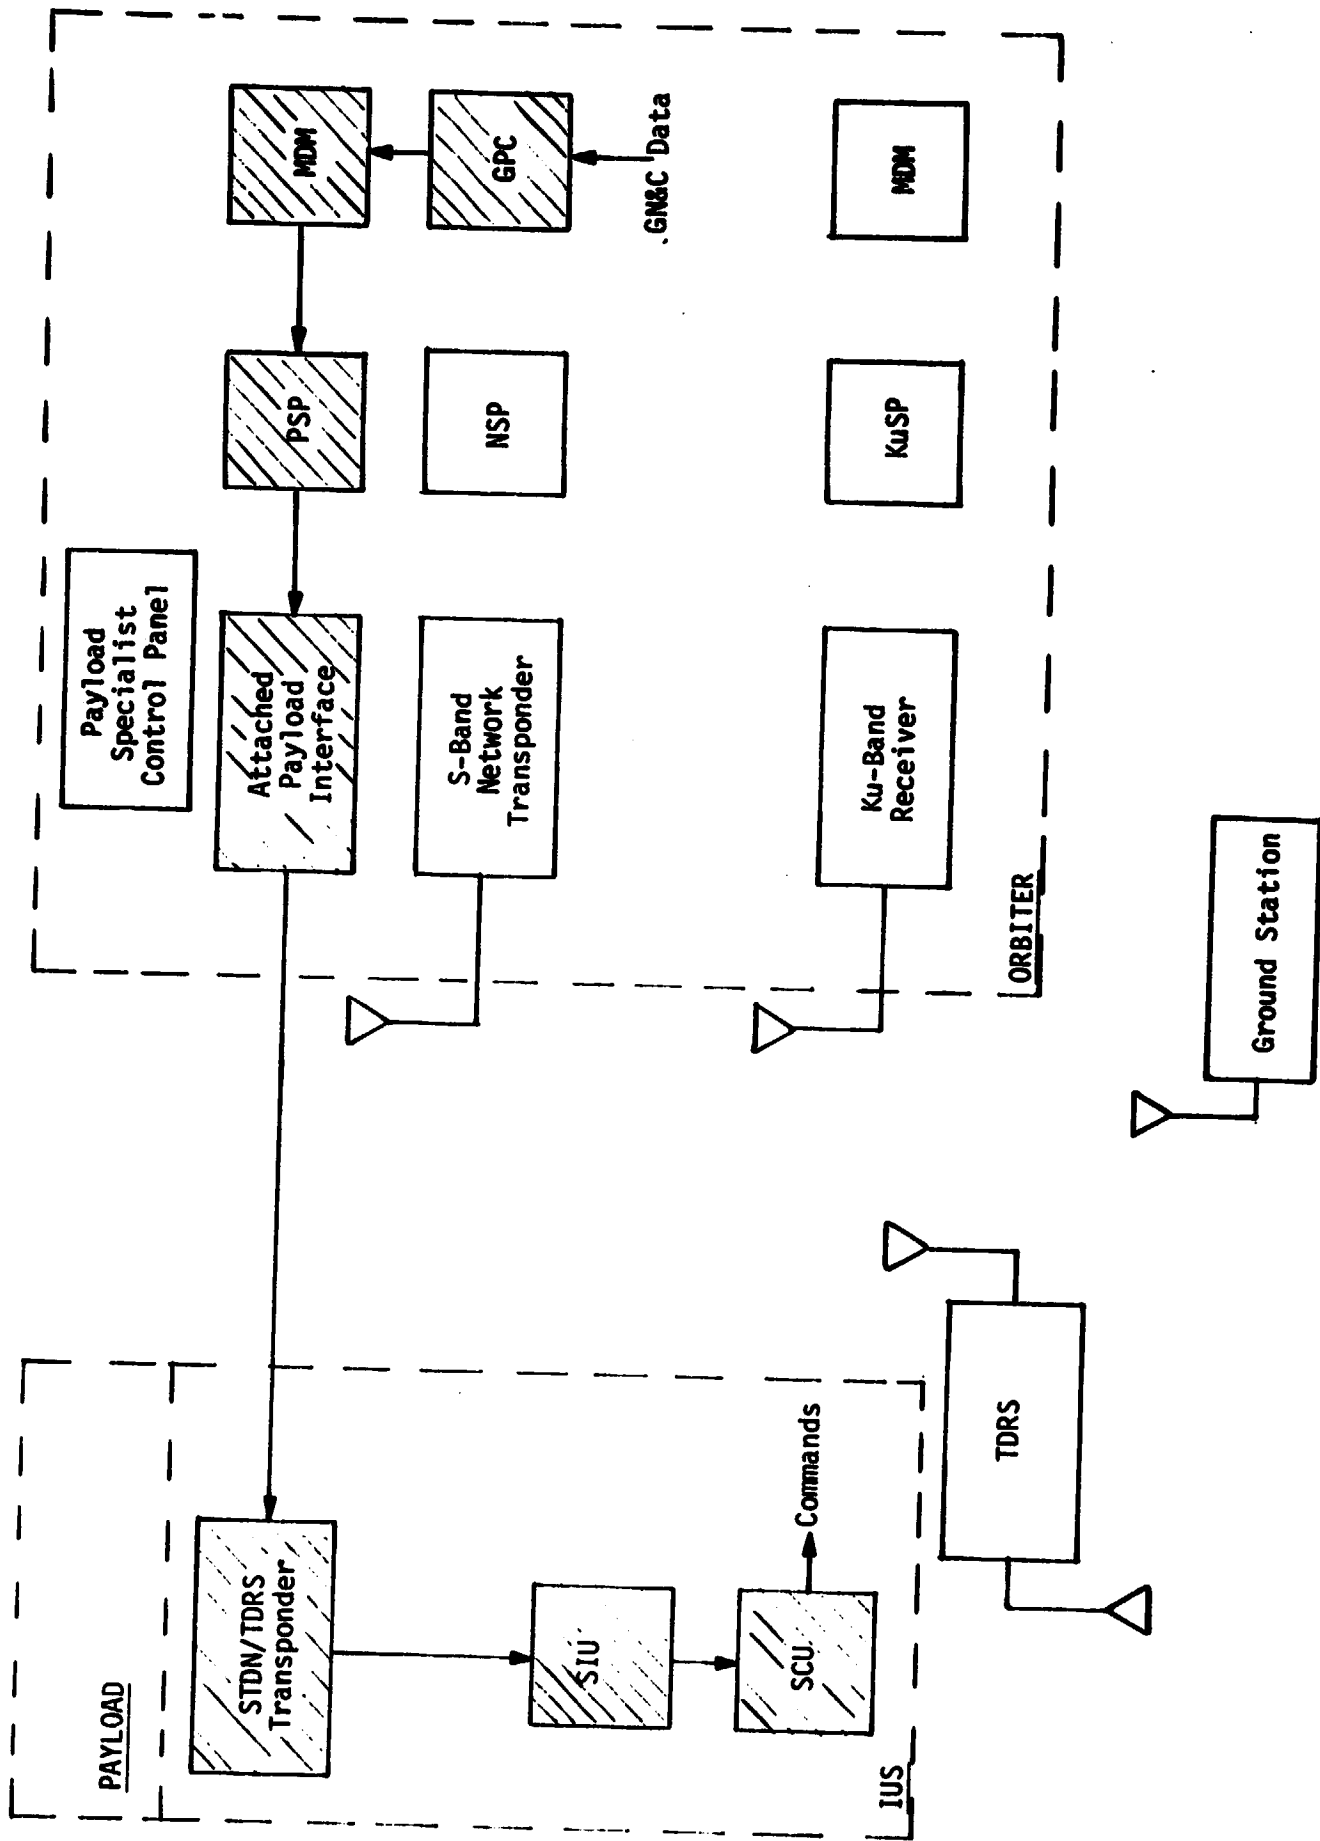 PAYLOAD
STDN/TDRS
Transponder
SIU
SCU
Commands
IUS
TDRS
Payload
Specialist
Control Panel
Attached
Payload
Interface
PSP
MDM
S-Band
Network
Transponder
NSP
GPC
GN&C Data
Ku-Band
Receiver
KuSP
MDM
ORBITER
Ground Station